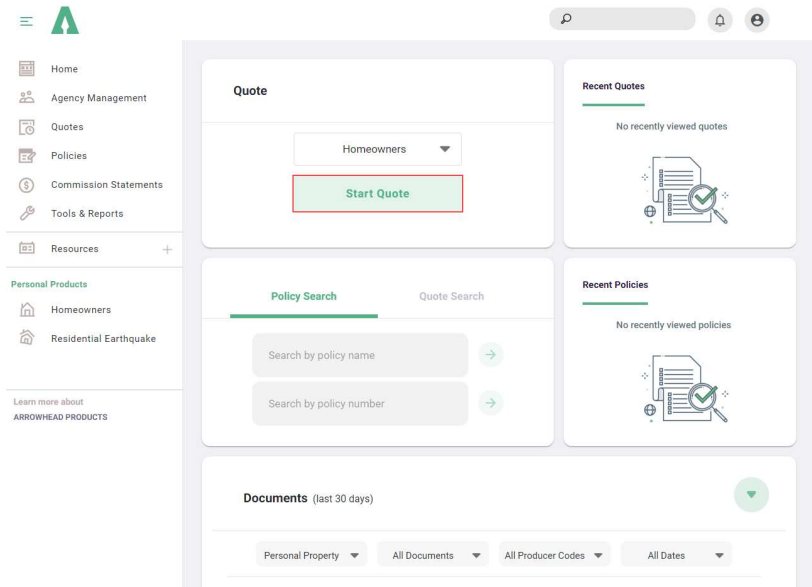 Home
Agency Management
Quotes
Policies
Commission Statements
Tools & Reports
Resources
Personal Products
Homeowners
Residential Earthquake
Learn more about
ARROWHEAD PRODUCTS
Quote
Homeowners
Start Quote
Recent Quotes
No recently viewed quotes
Policy Search Quote Search
Search by policy name
Search by policy number
Recent Policies
No recently viewed policies
Documents (last 30 days)
Personal Property All Documents All Producer Codes All Dates